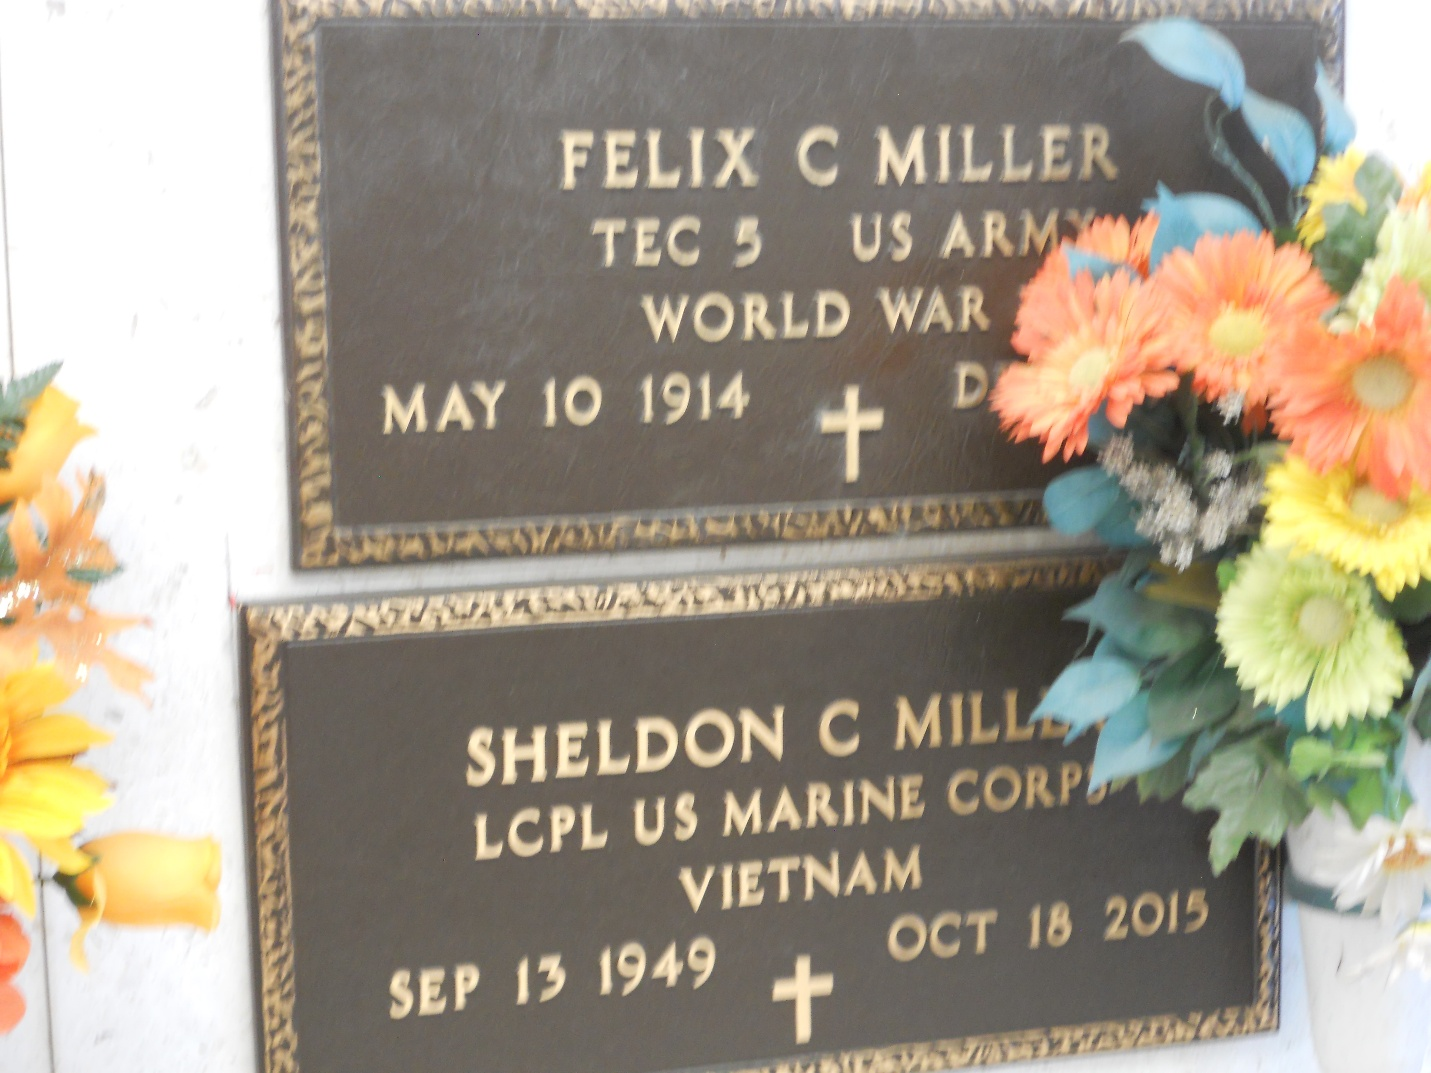 FELIX C MILLER
TEC 5 US ARMY
WORLD WAR
MAY 10 1914
SHELDON C MILLER
LCPL US MARINE CORPS
VIETNAM
SEP 13 1949 OCT 18 2015